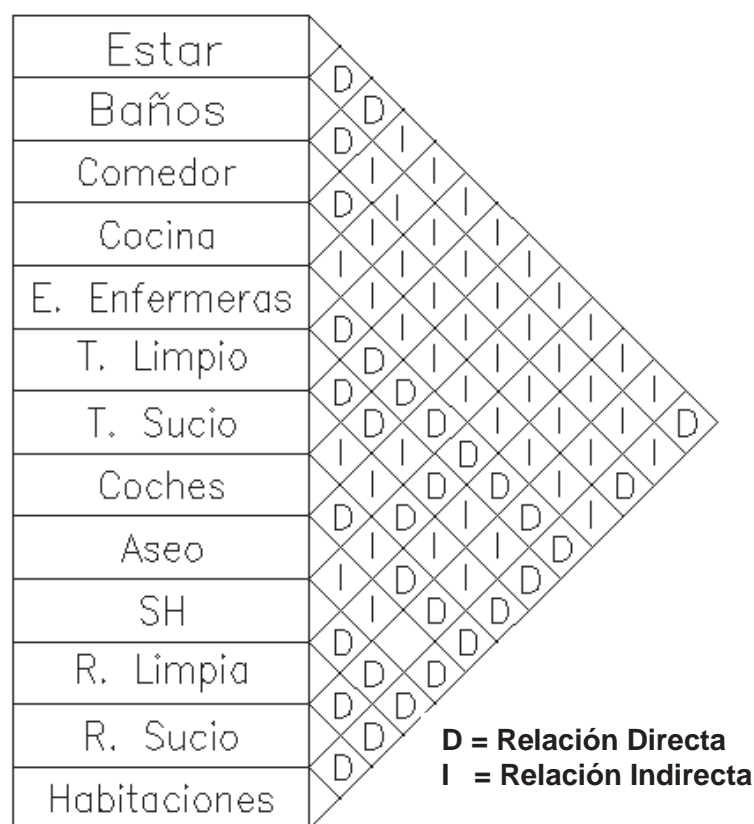 Estar
D
Baños D
D I
Comedor I I
D I I
Cocina I I I
I I I I
E. Enfermeras I I I I
D I I I I
T. Limpio D I I I I
D D I I I I
T. Sucio D D I I I D
I I D I I I
Coches I D D I D
D D I D I
Aseo I I I D
I D I D
SH I D D
D D
R. Limpia D D
D D
R. Sucio D
D = Relación Directa
D
I = Relación Indirecta
Habitaciones